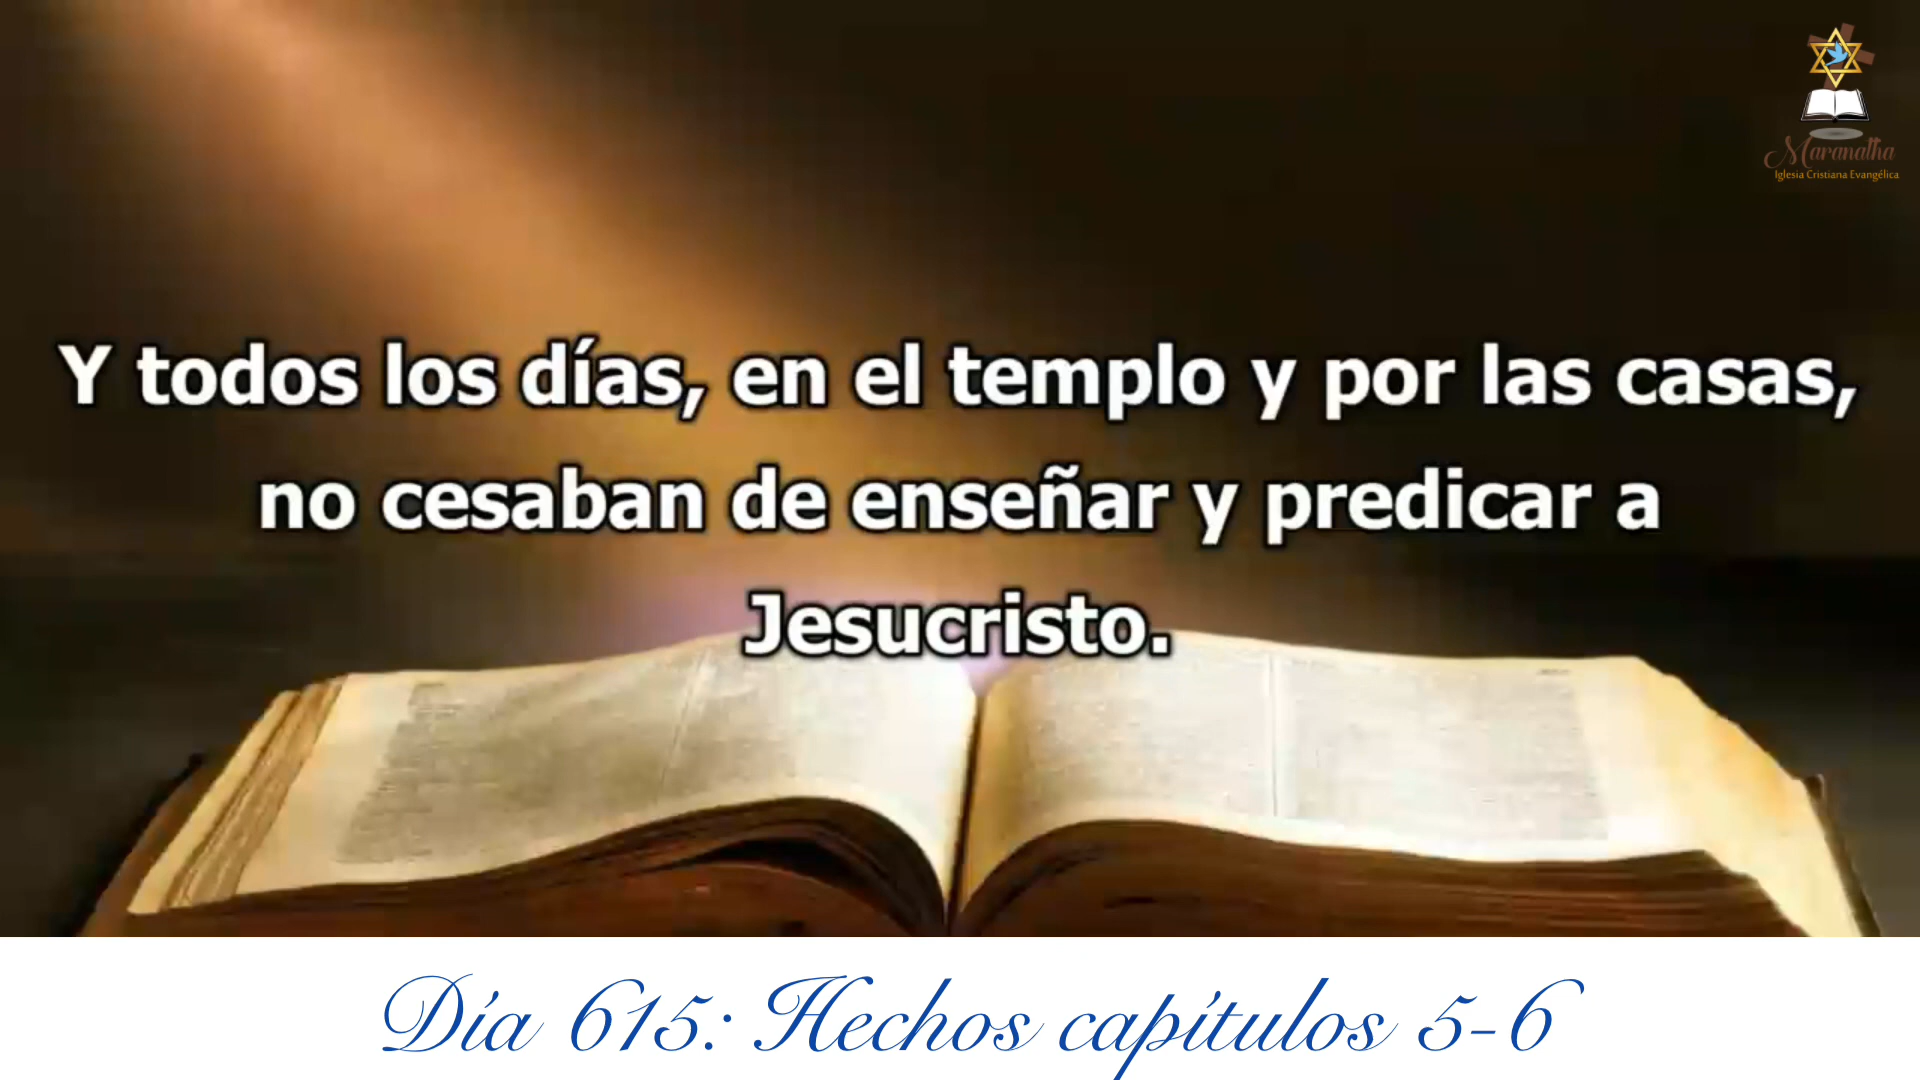 Maranatha
Iglesia Cristiana Evangélica
Y todos los días, en el templo y por las casas,
no cesaban de enseñar y predicar a
Jesucristo.
Día 615: Hechos capítulos 5-6